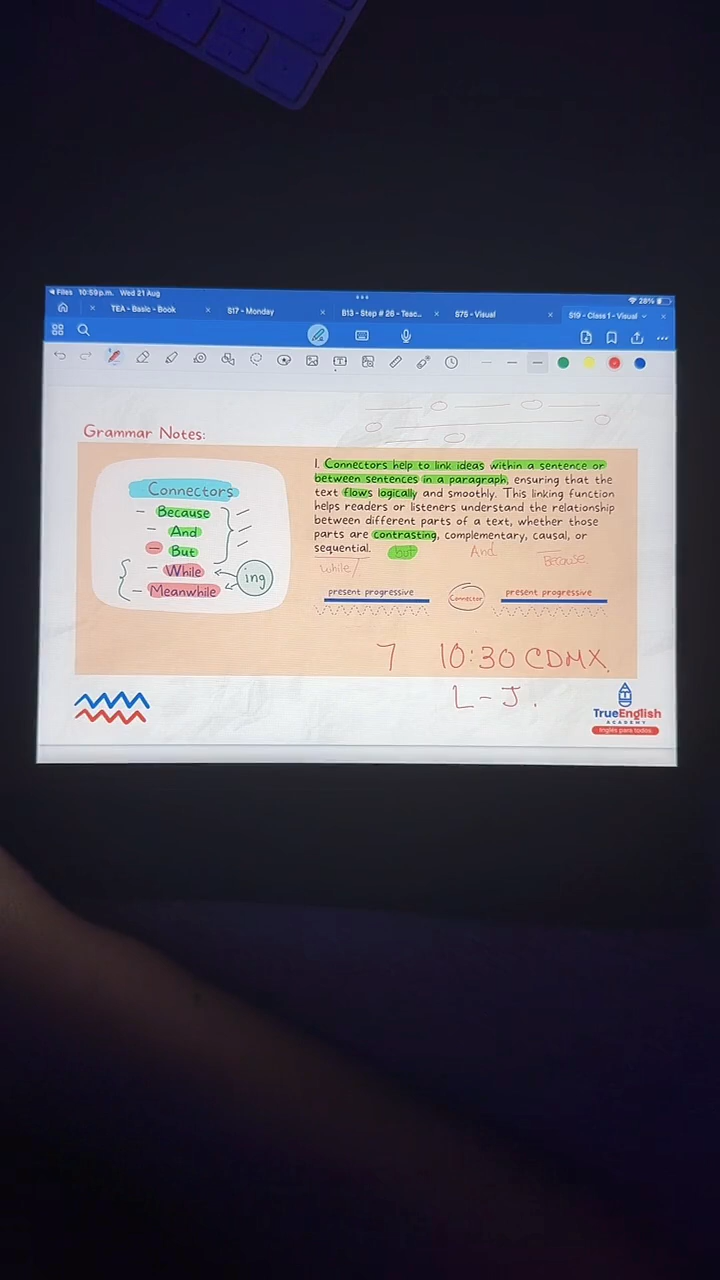 Files 10:59 p.m. Wed 21 Aug
28%
TEA - Basic - Book
S17 - Monday
B13 - Step # 26 - Teac...
S75 - Visual
S19 - Class 1 - Visual
Grammar Notes:
Connectors
- Because
- And
- But
- While
- Meanwhile
ing
1. Connectors help to link ideas within a sentence or
between sentences in a paragraph, ensuring that the
text flows logically and smoothly. This linking function
helps readers or listeners understand the relationship
between different parts of a text, whether those
parts are contrasting, complementary, causal, or
sequential.
but And Because
while/
present progressive Connector present progressive
7 10:30 CDMX.
L - J.
TrueEnglish
ACADEMY
Inglés para todos